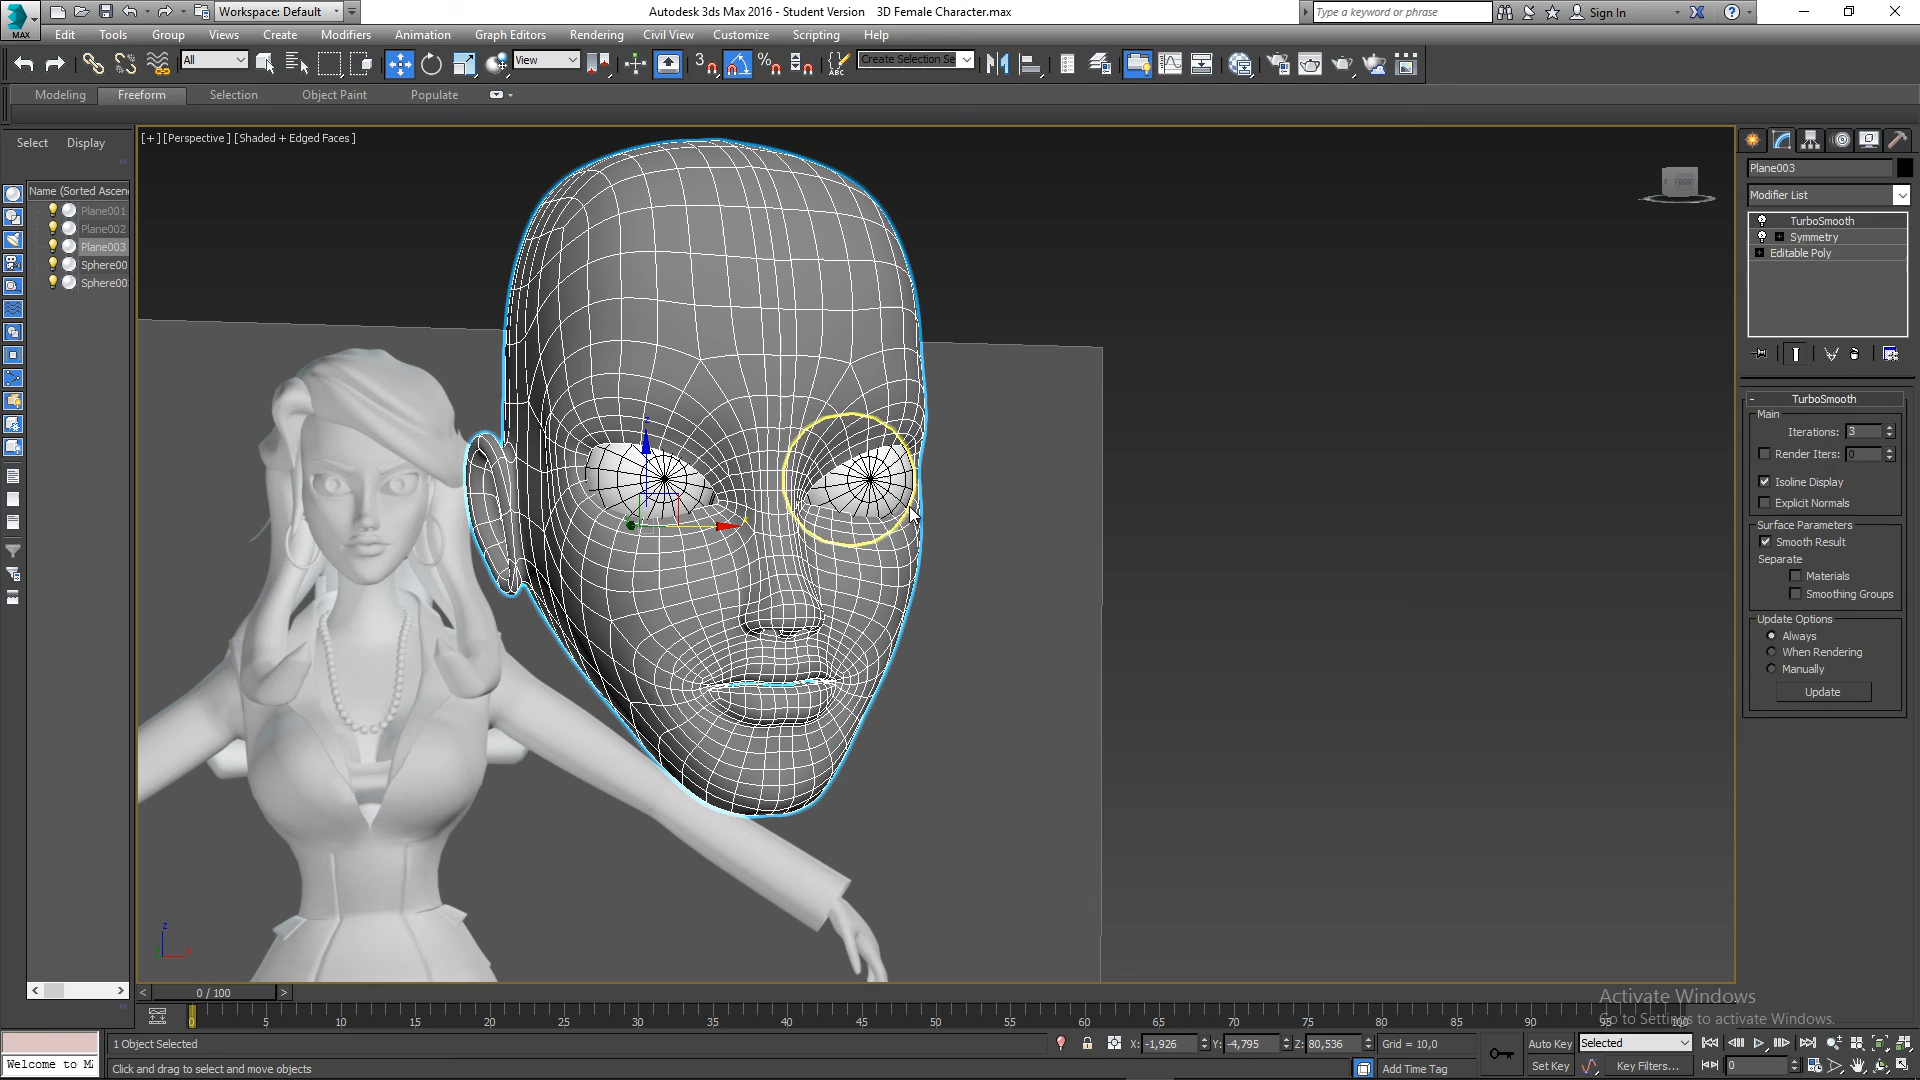 MAX
Workspace: Default
Autodesk 3ds Max 2016 - Student Version 3D Female Character.max
Type a keyword or phrase
Sign In
Edit Tools Group Views Create Modifiers Animation Graph Editors Rendering Civil View Customize Scripting Help
All
View
3
ABC
Create Selection Se
Modeling Freeform Selection Object Paint Populate
Select Display
[+] [Perspective] [Shaded + Edged Faces]
Name (Sorted Ascen
Plane001
Plane002
Plane003
Sphere00
Sphere00
z
x
FRONT
Plane003
Modifier List
TurboSmooth
Symmetry
Editable Poly
- TurboSmooth
Main
Iterations: 3
Render Iters: 0
Isoline Display
Explicit Normals
Surface Parameters
Smooth Result
Separate
Materials
Smoothing Groups
Update Options
Always
When Rendering
Manually
Update
z
x
< >
< 0 / 100 >
Activate Windows
Go to Settings to activate Windows.
0 5 10 15 20 25 30 35 40 45 50 55 60 65 70 75 80 85 90 95 100
1 Object Selected
X: -1,926 Y: -4,795 Z: 80,536 Grid = 10,0
Auto Key Selected
Welcome to M
Click and drag to select and move objects
Add Time Tag
Set Key Key Filters... 0